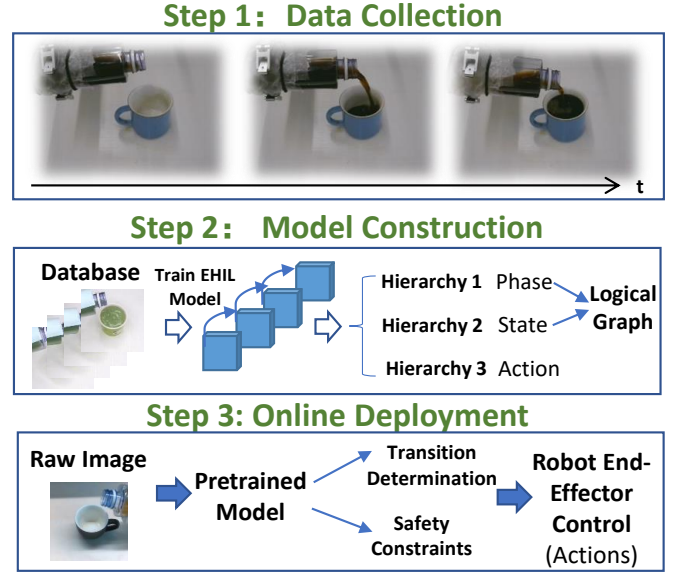 Step 1: Data Collection
t
Step 2: Model Construction
Database
Train EHIL
Model
Hierarchy 1 Phase
Hierarchy 2 State
Hierarchy 3 Action
Logical
Graph
Step 3: Online Deployment
Raw Image
Pretrained
Model
Transition
Determination
Safety
Constraints
Robot End-
Effector
Control
(Actions)